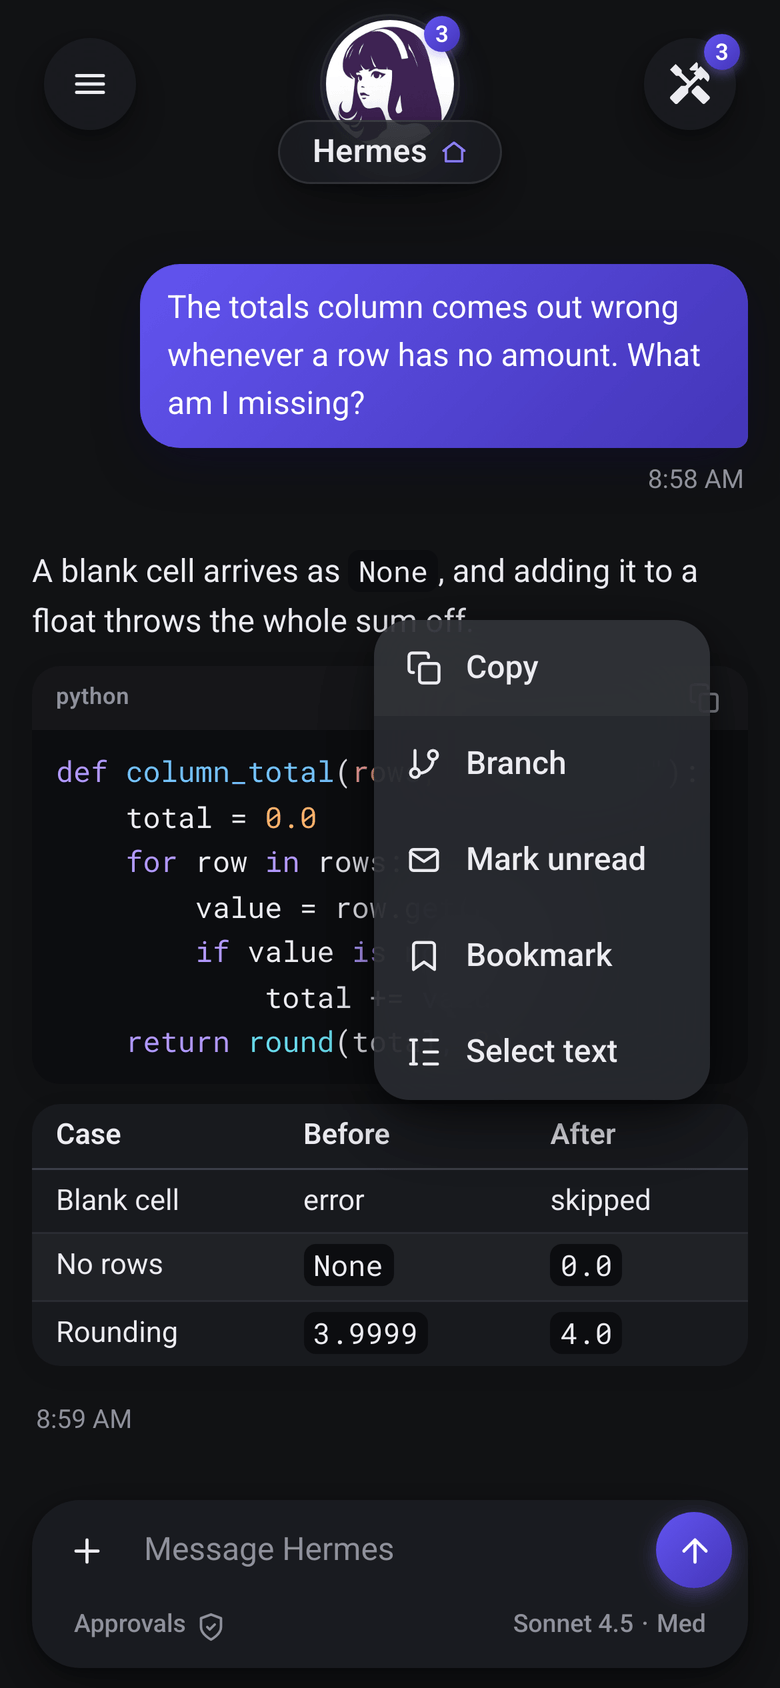 3
3
Hermes
The totals column comes out wrong
whenever a row has no amount. What
am I missing?
8:58 AM
A blank cell arrives as None, and adding it to a
float throws the whole sum off.
python
def column_total(row ):
total = 0.0
for row in rows:
value = row.ge
if value is
total +=
return round(tot
Copy
Branch
Mark unread
Bookmark
Select text
Case Before After
Blank cell error skipped
No rows None 0.0
Rounding 3.9999 4.0
8:59 AM
Message Hermes
Approvals Sonnet 4.5 · Med